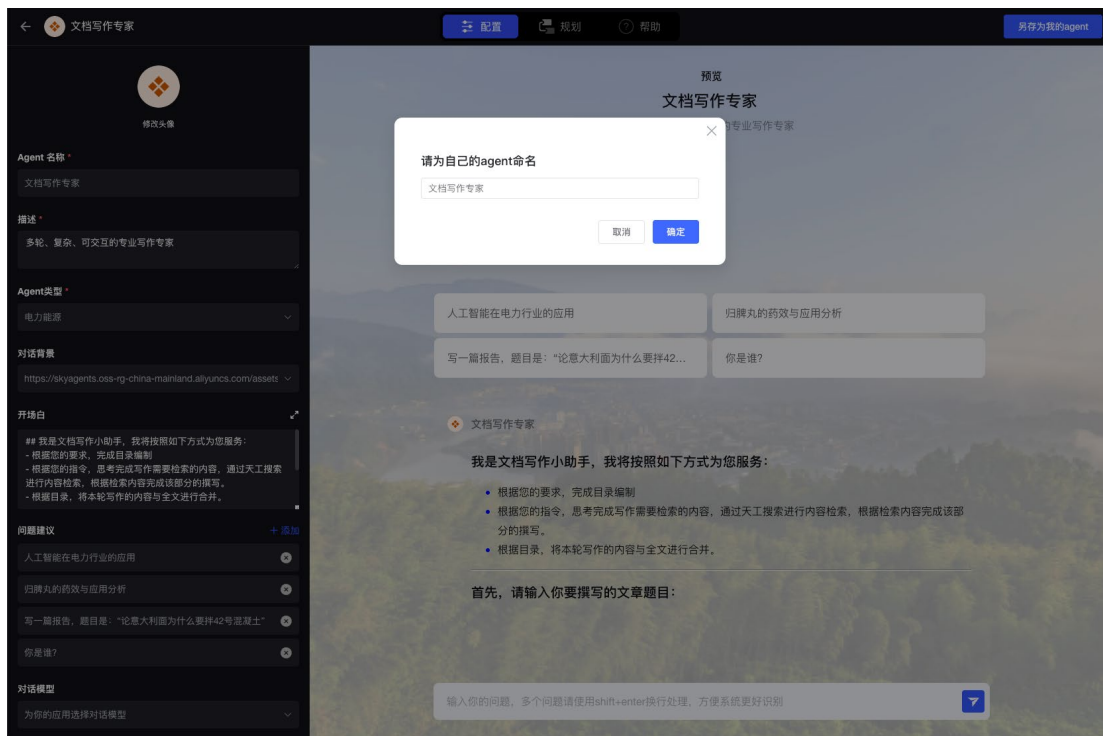 文档写作专家
配置
规划
帮助
另存为我的agent
修改头像
Agent 名称 *
文档写作专家
描述 *
多轮、复杂、可交互的专业写作专家
Agent类型 *
电力能源
对话背景
https://skyagents.oss-rg-china-mainland.aliyuncs.com/assets
开场白
## 我是文档写作小助手，我将按照如下方式为您服务：
- 根据您的要求，完成目录编制
- 根据您的指令，思考完成写作需要检索的内容，通过天工搜索
进行内容检索，根据检索内容完成该部分的撰写。
- 根据目录，将本轮写作的内容与全文进行合并。
问题建议
+ 添加
人工智能在电力行业的应用
归脾丸的药效与应用分析
写一篇报告，题目是：“论意大利面为什么要拌42号混凝土”
你是谁?
对话模型
为你的应用选择对话模型
预览
文档写作专家
的专业写作专家
请为自己的agent命名
文档写作专家
取消
确定
人工智能在电力行业的应用
归脾丸的药效与应用分析
写一篇报告，题目是：“论意大利面为什么要拌42...
你是谁?
文档写作专家
我是文档写作小助手，我将按照如下方式为您服务：
• 根据您的要求，完成目录编制
• 根据您的指令，思考完成写作需要检索的内容，通过天工搜索进行内容检索，根据检索内容完成该部
分的撰写。
• 根据目录，将本轮写作的内容与全文进行合并。
首先，请输入你要撰写的文章题目：
输入你的问题，多个问题请使用shift+enter换行处理，方便系统更好识别